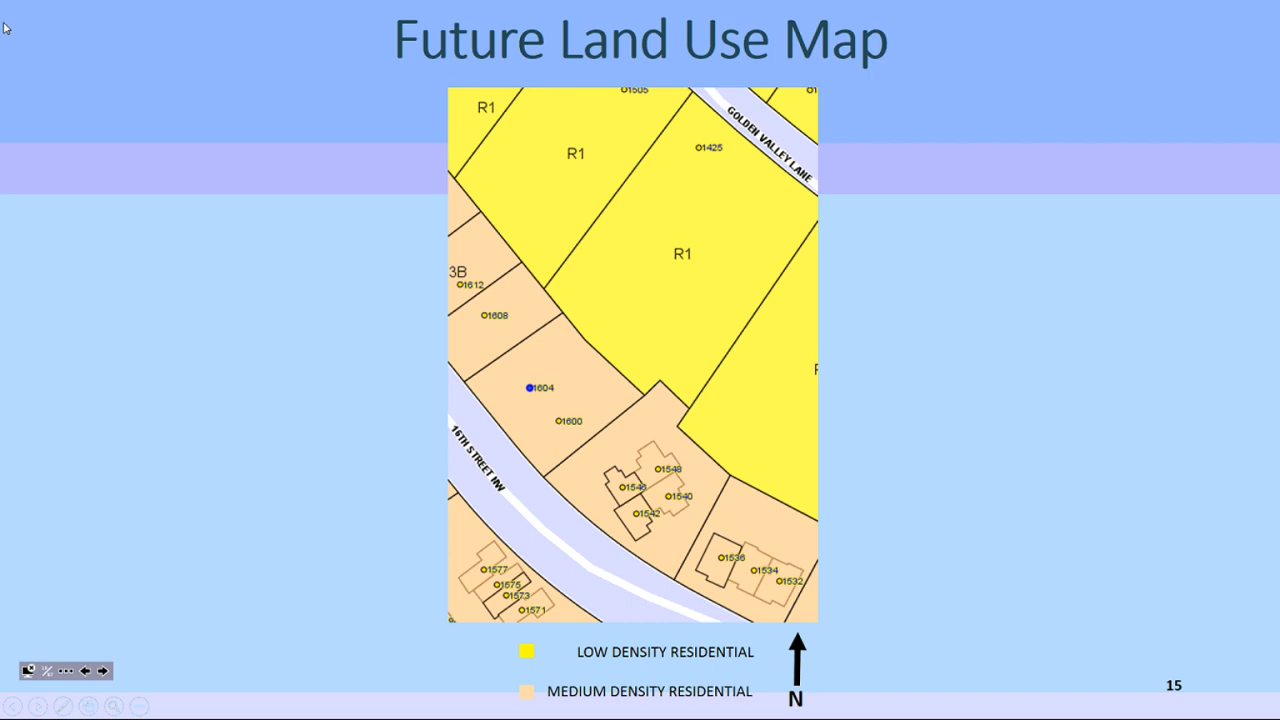 Future Land Use Map
1505
R1
R1
GOLDEN VALLEY LANE
1425
R1
3B
1612
1608
1604
1600
16TH STREET NW
1548
1546
1540
1542
1536
1534
1532
1577
1575
1573
1571
LOW DENSITY RESIDENTIAL
MEDIUM DENSITY RESIDENTIAL
N
15